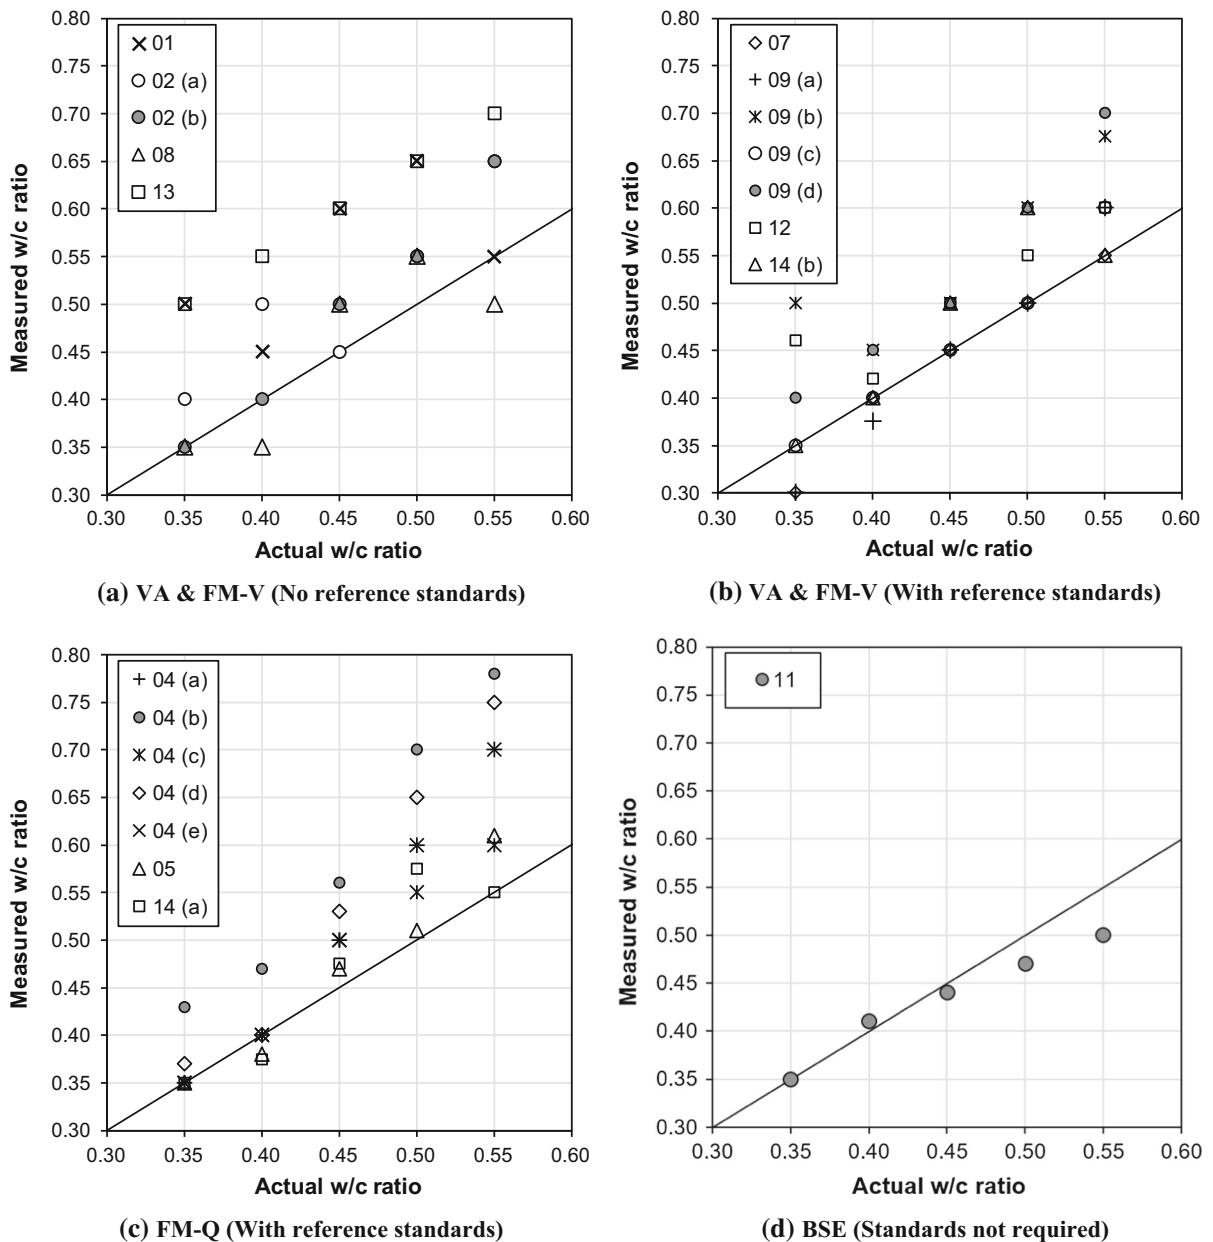 0.80
0.75
0.70
0.65
0.60
0.55
0.50
0.45
0.40
0.35
0.30
Measured w/c ratio
01
02 (a)
02 (b)
08
13
0.30 0.35 0.40 0.45 0.50 0.55 0.60
Actual w/c ratio
(a) VA & FM-V (No reference standards)
0.80
0.75
0.70
0.65
0.60
0.55
0.50
0.45
0.40
0.35
0.30
Measured w/c ratio
07
09 (a)
09 (b)
09 (c)
09 (d)
12
14 (b)
0.30 0.35 0.40 0.45 0.50 0.55 0.60
Actual w/c ratio
(b) VA & FM-V (With reference standards)
0.80
0.75
0.70
0.65
0.60
0.55
0.50
0.45
0.40
0.35
0.30
Measured w/c ratio
04 (a)
04 (b)
04 (c)
04 (d)
04 (e)
05
14 (a)
0.30 0.35 0.40 0.45 0.50 0.55 0.60
Actual w/c ratio
(c) FM-Q (With reference standards)
0.80
0.75
0.70
0.65
0.60
0.55
0.50
0.45
0.40
0.35
0.30
Measured w/c ratio
11
0.30 0.35 0.40 0.45 0.50 0.55 0.60
Actual w/c ratio
(d) BSE (Standards not required)